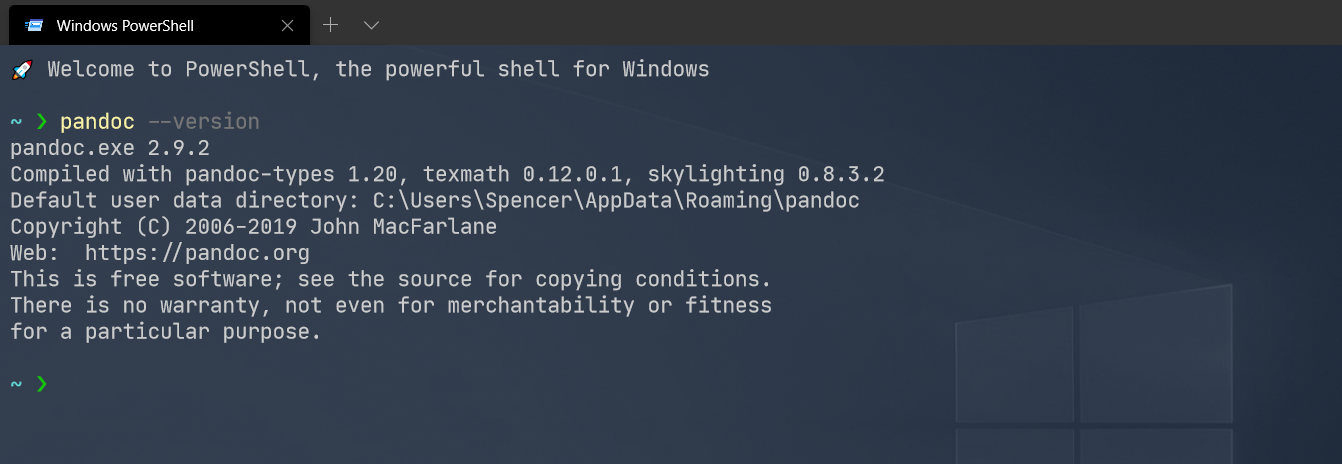 Windows PowerShell
🚀 Welcome to PowerShell, the powerful shell for Windows
~ ❯ pandoc --version
pandoc.exe 2.9.2
Compiled with pandoc-types 1.20, texmath 0.12.0.1, skylighting 0.8.3.2
Default user data directory: C:\Users\Spencer\AppData\Roaming\pandoc
Copyright (C) 2006-2019 John MacFarlane
Web:  https://pandoc.org
This is free software; see the source for copying conditions.
There is no warranty, not even for merchantability or fitness
for a particular purpose.
~ ❯